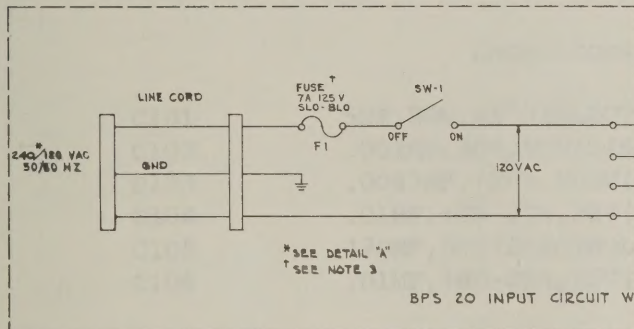 FUSE †
7A 125V
SLO-BLO
SW-1
LINE CORD
F1
OFF
ON
240/120 VAC *
50/60 HZ
GND
120VAC
* SEE DETAIL "A"
† SEE NOTE 3
BPS 20 INPUT CIRCUIT W